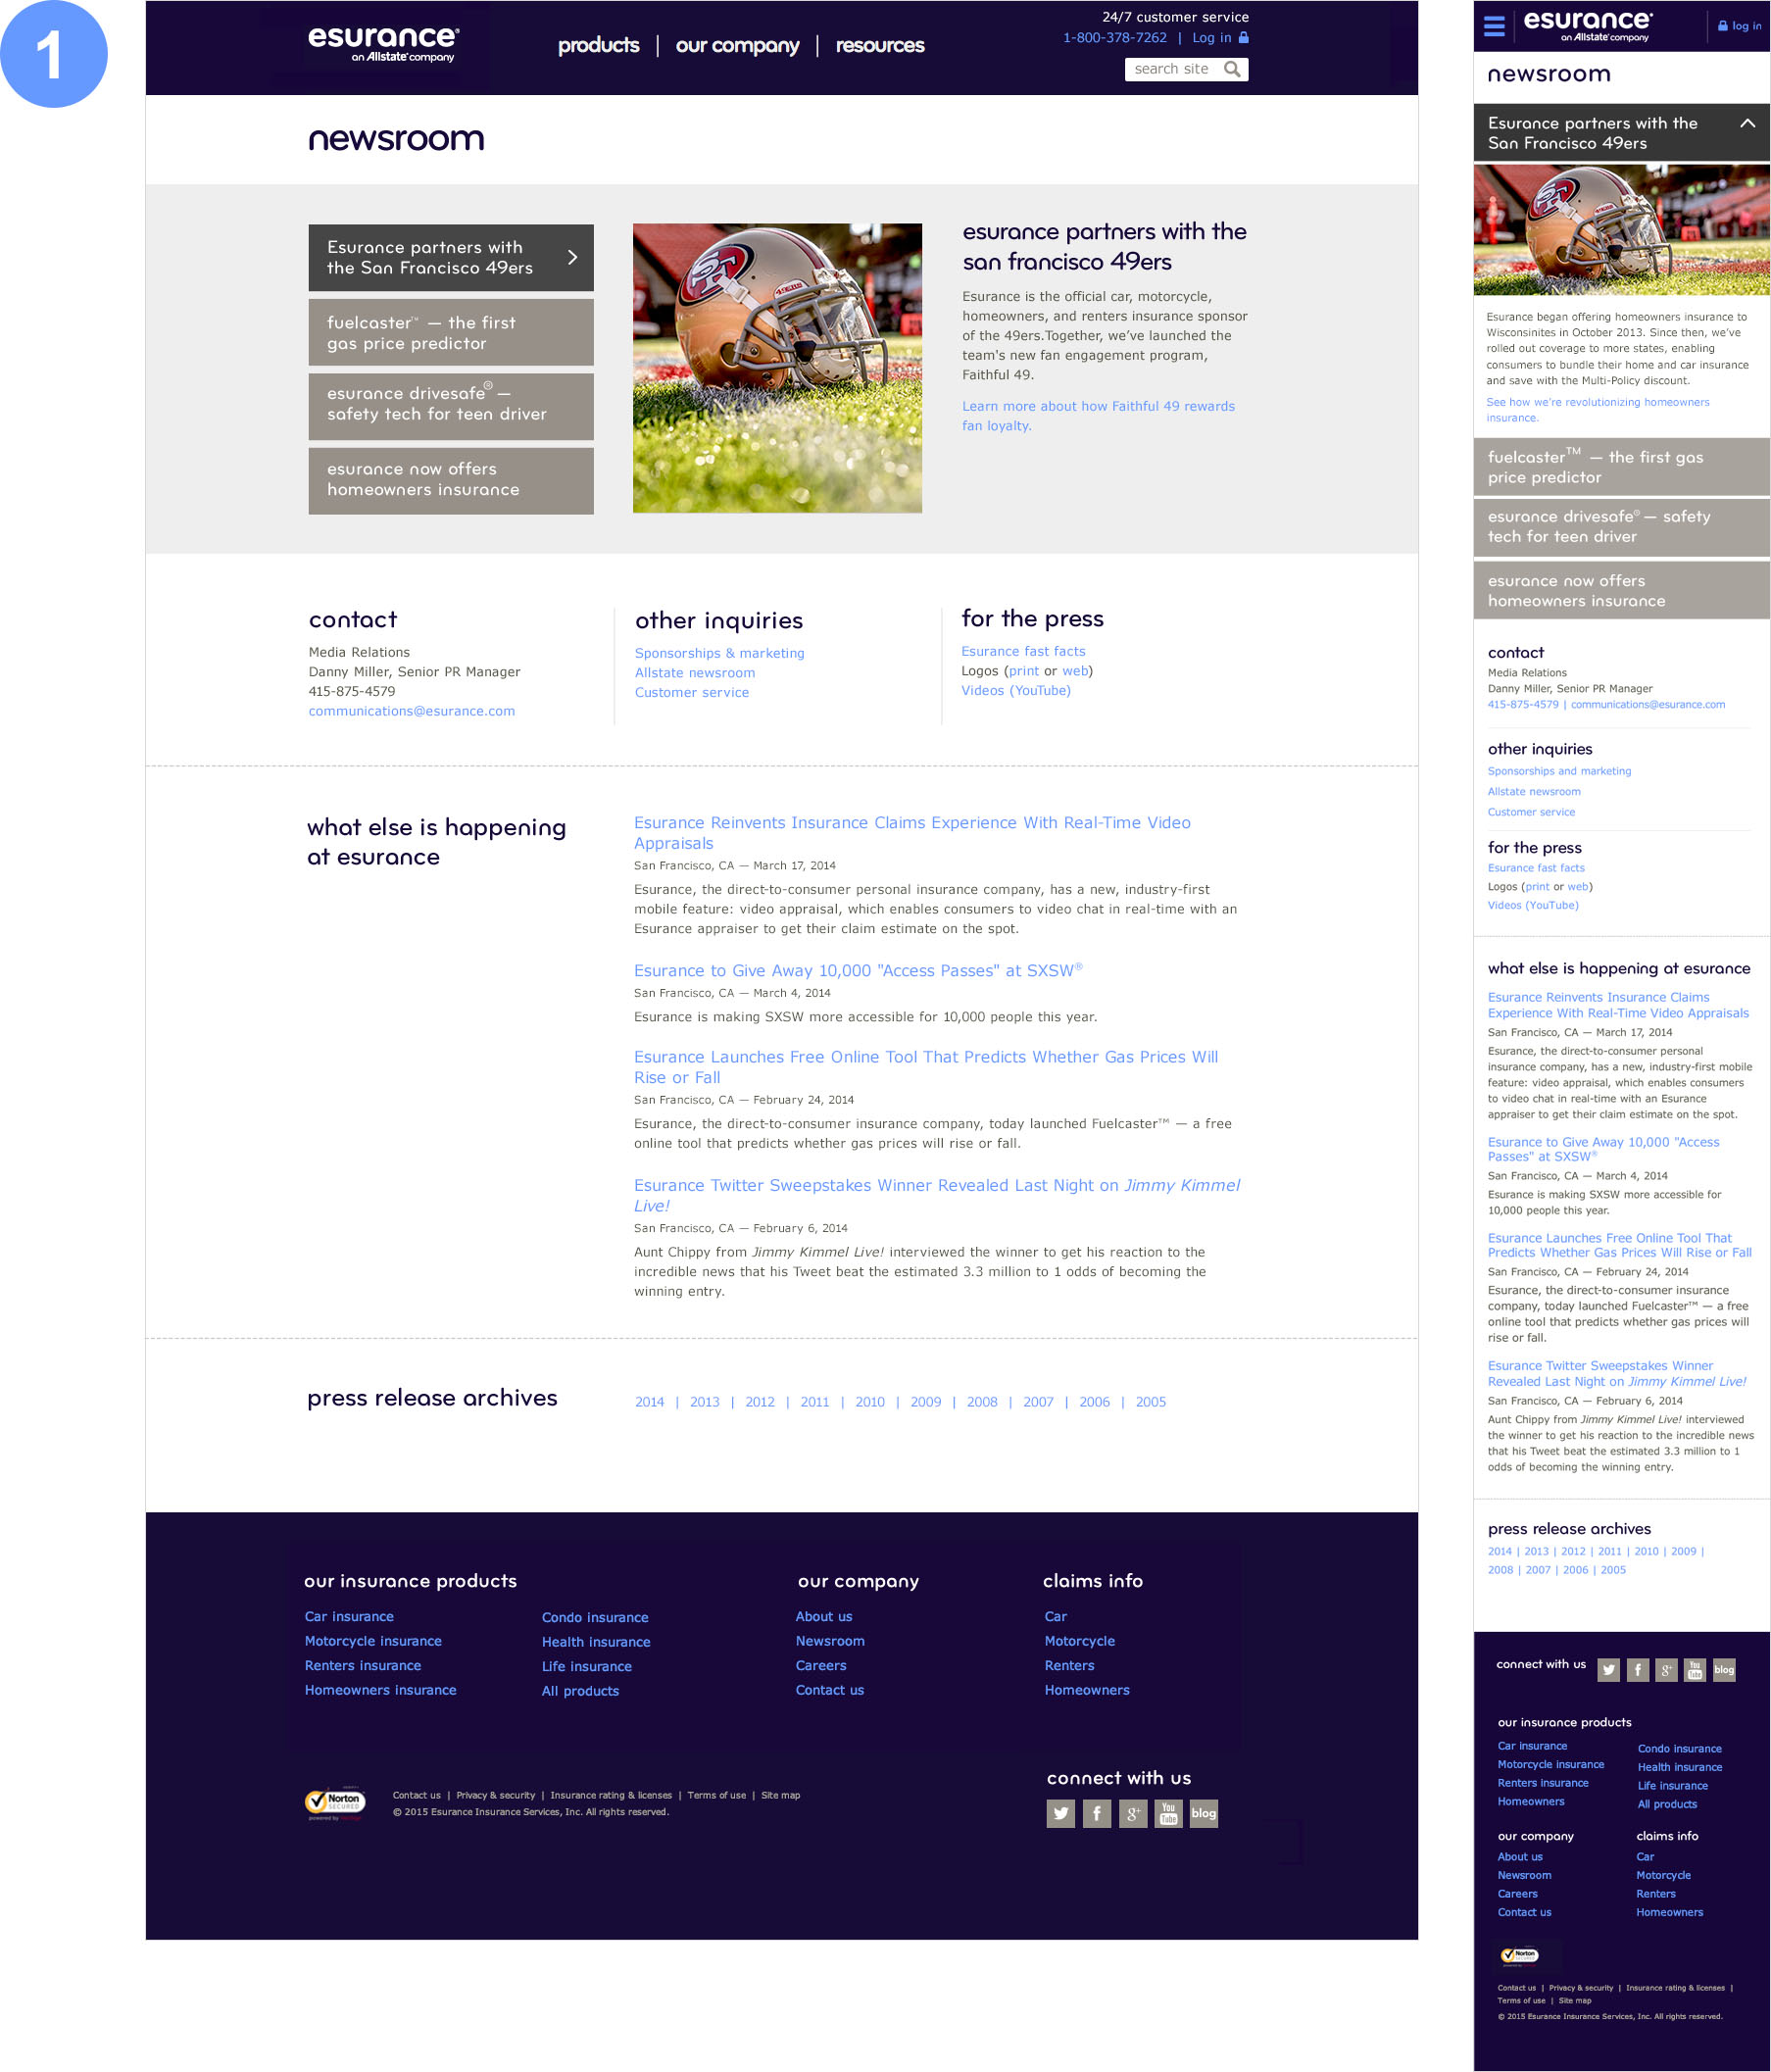 1
esurance®
an Allstate® company
products | our company | resources
24/7 customer service
1-800-378-7262 | Log in
search site
newsroom
Esurance partners with
the San Francisco 49ers
fuelcaster™ — the first
gas price predictor
esurance drivesafe® —
safety tech for teen driver
esurance now offers
homeowners insurance
esurance partners with the
san francisco 49ers
Esurance is the official car, motorcycle,
homeowners, and renters insurance sponsor
of the 49ers.Together, we've launched the
team's new fan engagement program,
Faithful 49.
Learn more about how Faithful 49 rewards
fan loyalty.
contact
Media Relations
Danny Miller, Senior PR Manager
415-875-4579
communications@esurance.com
other inquiries
Sponsorships & marketing
Allstate newsroom
Customer service
for the press
Esurance fast facts
Logos (print or web)
Videos (YouTube)
what else is happening
at esurance
Esurance Reinvents Insurance Claims Experience With Real-Time Video
Appraisals
San Francisco, CA — March 17, 2014
Esurance, the direct-to-consumer personal insurance company, has a new, industry-first
mobile feature: video appraisal, which enables consumers to video chat in real-time with an
Esurance appraiser to get their claim estimate on the spot.
Esurance to Give Away 10,000 "Access Passes" at SXSW®
San Francisco, CA — March 4, 2014
Esurance is making SXSW more accessible for 10,000 people this year.
Esurance Launches Free Online Tool That Predicts Whether Gas Prices Will
Rise or Fall
San Francisco, CA — February 24, 2014
Esurance, the direct-to-consumer insurance company, today launched Fuelcaster™ — a free
online tool that predicts whether gas prices will rise or fall.
Esurance Twitter Sweepstakes Winner Revealed Last Night on Jimmy Kimmel
Live!
San Francisco, CA — February 6, 2014
Aunt Chippy from Jimmy Kimmel Live! interviewed the winner to get his reaction to the
incredible news that his Tweet beat the estimated 3.3 million to 1 odds of becoming the
winning entry.
press release archives
2014 | 2013 | 2012 | 2011 | 2010 | 2009 | 2008 | 2007 | 2006 | 2005
our insurance products
Car insurance
Motorcycle insurance
Renters insurance
Homeowners insurance
Condo insurance
Health insurance
Life insurance
All products
our company
About us
Newsroom
Careers
Contact us
claims info
Car
Motorcycle
Renters
Homeowners
Norton
SECURED
powered by
Contact us | Privacy & security | Insurance rating & licenses | Terms of use | Site map
© 2015 Esurance Insurance Services, Inc. All rights reserved.
connect with us
f g+ You Tube blog
esurance®
an Allstate® company
log in
newsroom
Esurance partners with the
San Francisco 49ers
Esurance began offering homeowners insurance to
Wisconsinites in October 2013. Since then, we've
rolled out coverage to more states, enabling
consumers to bundle their home and car insurance
and save with the Multi-Policy discount.
See how we're revolutionizing homeowners
insurance.
fuelcaster™ — the first gas
price predictor
esurance drivesafe® — safety
tech for teen driver
esurance now offers
homeowners insurance
contact
Media Relations
Danny Miller, Senior PR Manager
415-875-4579 | communications@esurance.com
other inquiries
Sponsorships and marketing
Allstate newsroom
Customer service
for the press
Esurance fast facts
Logos (print or web)
Videos (YouTube)
what else is happening at esurance
Esurance Reinvents Insurance Claims
Experience With Real-Time Video Appraisals
San Francisco, CA — March 17, 2014
Esurance, the direct-to-consumer personal
insurance company, has a new, industry-first mobile
feature: video appraisal, which enables consumers
to video chat in real-time with an Esurance
appraiser to get their claim estimate on the spot.
Esurance to Give Away 10,000 "Access
Passes" at SXSW®
San Francisco, CA — March 4, 2014
Esurance is making SXSW more accessible for
10,000 people this year.
Esurance Launches Free Online Tool That
Predicts Whether Gas Prices Will Rise or Fall
San Francisco, CA — February 24, 2014
Esurance, the direct-to-consumer insurance
company, today launched Fuelcaster™ — a free
online tool that predicts whether gas prices will
rise or fall.
Esurance Twitter Sweepstakes Winner
Revealed Last Night on Jimmy Kimmel Live!
San Francisco, CA — February 6, 2014
Aunt Chippy from Jimmy Kimmel Live! interviewed
the winner to get his reaction to the incredible news
that his Tweet beat the estimated 3.3 million to 1
odds of becoming the winning entry.
press release archives
2014 | 2013 | 2012 | 2011 | 2010 | 2009 |
2008 | 2007 | 2006 | 2005
connect with us
f g+ You Tube blog
our insurance products
Car insurance
Motorcycle insurance
Renters insurance
Homeowners
Condo insurance
Health insurance
Life insurance
All products
our company
About us
Newsroom
Careers
Contact us
claims info
Car
Motorcycle
Renters
Homeowners
Norton
Contact us | Privacy & security | Insurance rating & licenses |
Terms of use | Site map
© 2015 Esurance Insurance Services, Inc. All rights reserved.